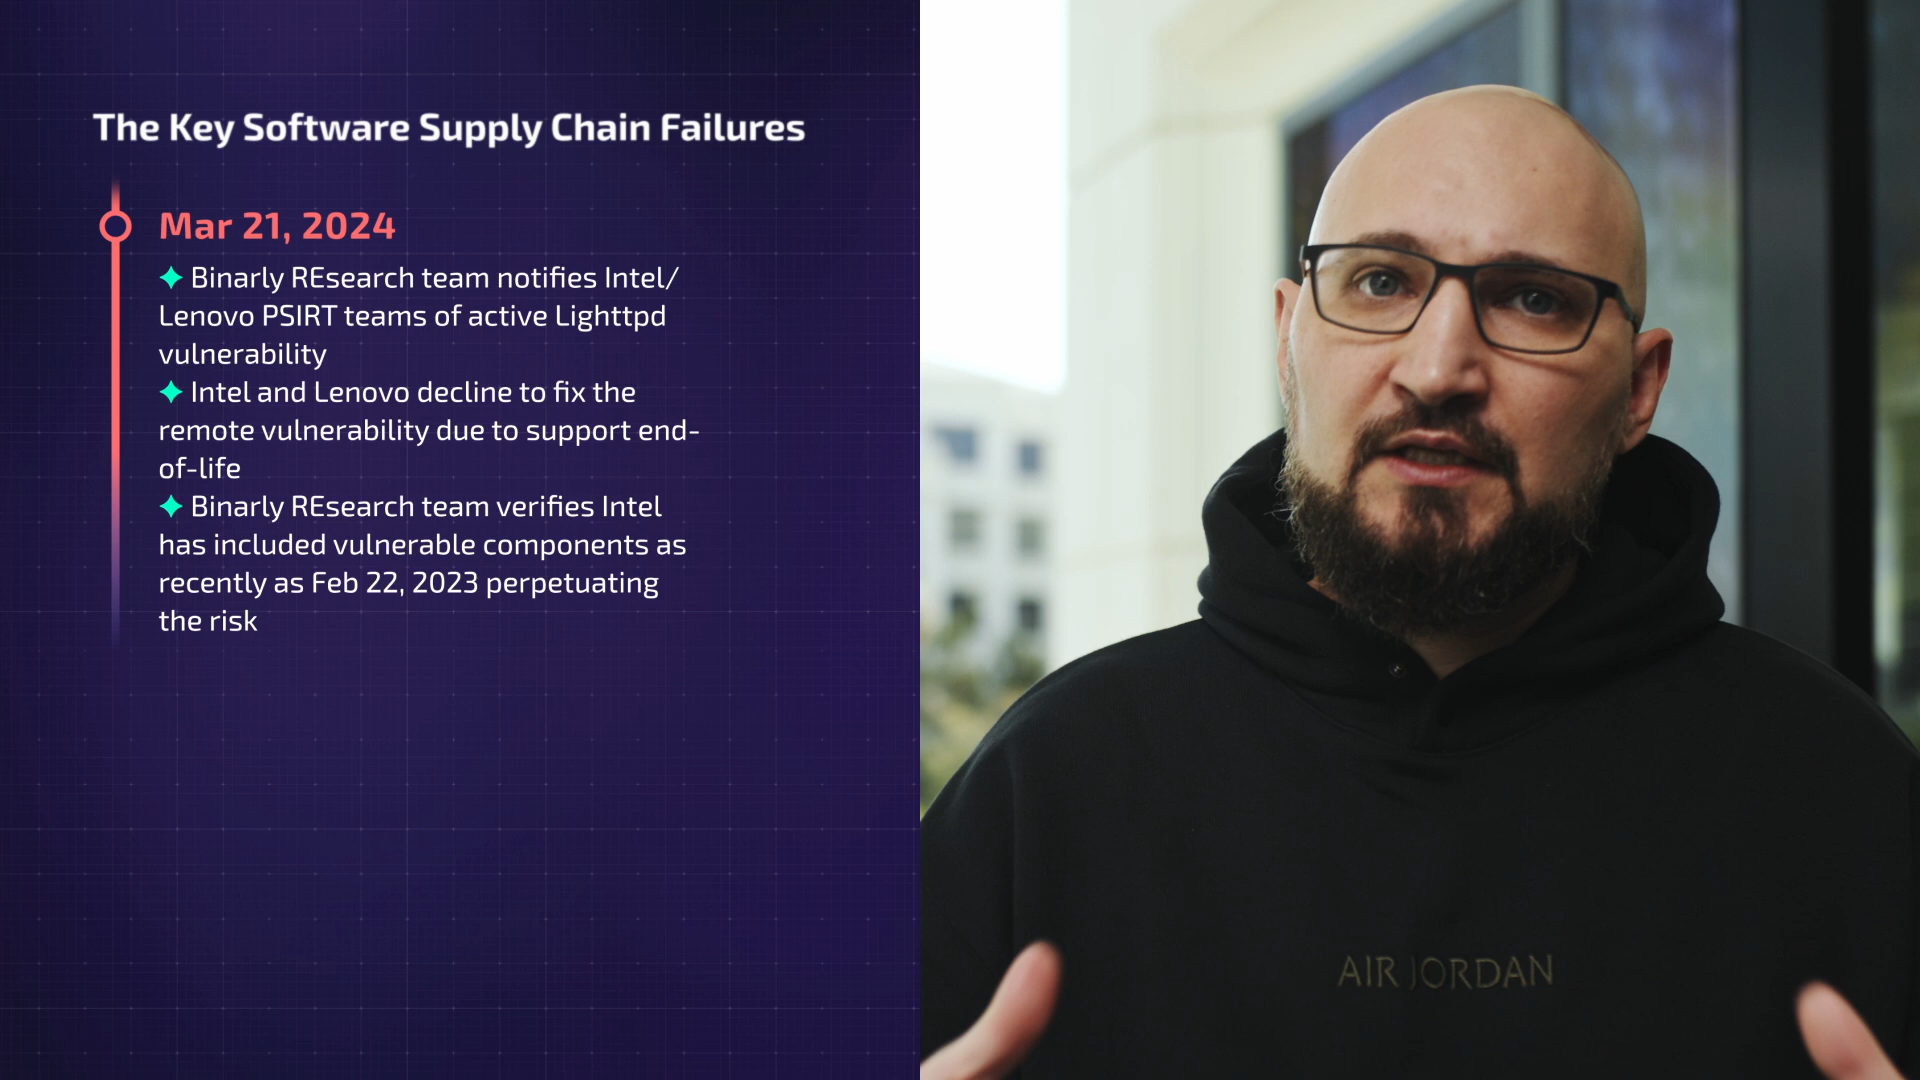 The Key Software Supply Chain Failures
Mar 21, 2024
✦ Binarly REsearch team notifies Intel/
Lenovo PSIRT teams of active Lighttpd
vulnerability
✦ Intel and Lenovo decline to fix the
remote vulnerability due to support end-
of-life
✦ Binarly REsearch team verifies Intel
has included vulnerable components as
recently as Feb 22, 2023 perpetuating
the risk
AIR JORDAN